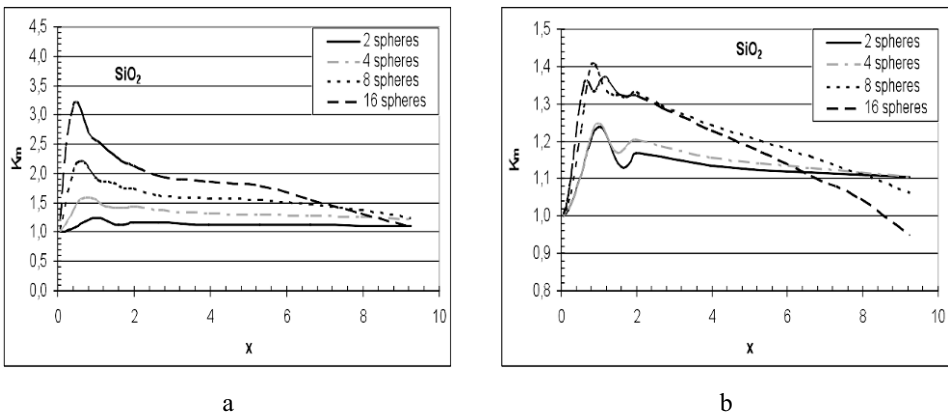 4,5
4,0
3,5
3,0
2,5
2,0
1,5
1,0
0,5
0,0
Km
SiO2
2 spheres
4 spheres
8 spheres
16 spheres
0 2 4 6 8 10
x
a
1,5
1,4
1,3
1,2
1,1
1,0
0,9
0,8
Km
SiO2
2 spheres
4 spheres
8 spheres
16 spheres
0 2 4 6 8 10
x
b